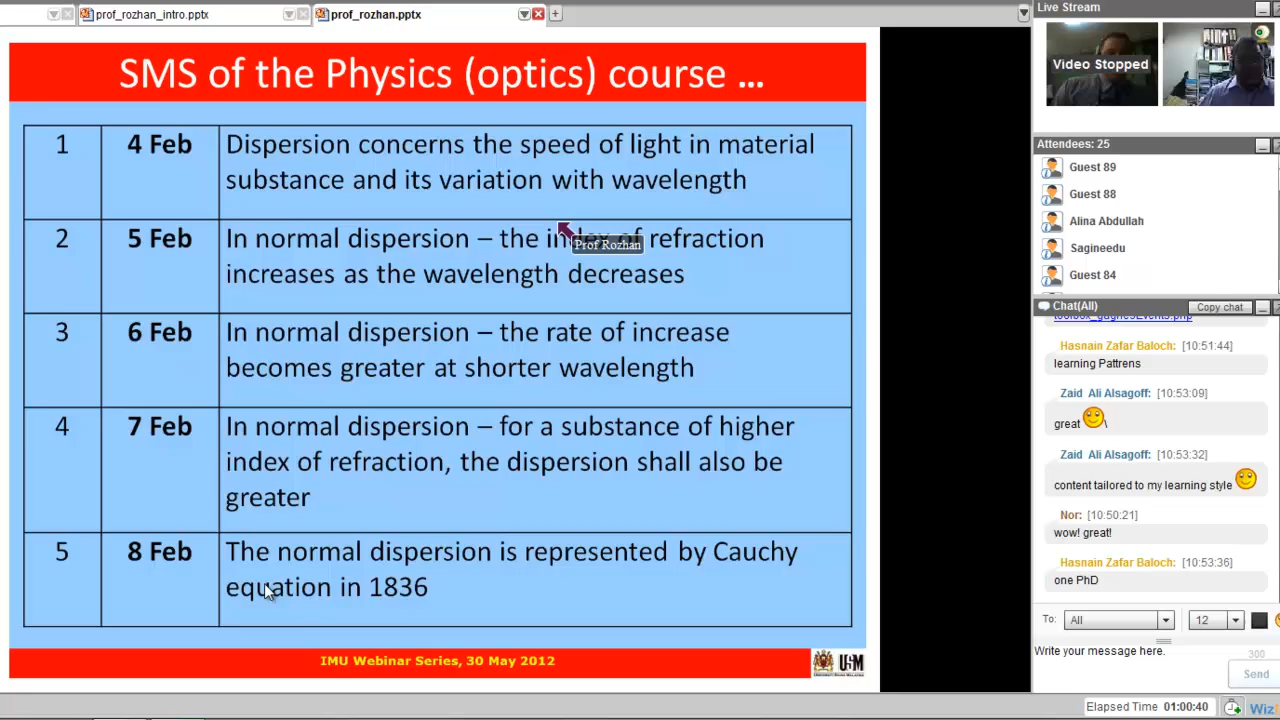 prof_rozhan_intro.pptx
prof_rozhan.pptx
SMS of the Physics (optics) course ...
1
4 Feb
Dispersion concerns the speed of light in material
substance and its variation with wavelength
2
5 Feb
In normal dispersion – the index of refraction
Prof Rozhan
increases as the wavelength decreases
3
6 Feb
In normal dispersion – the rate of increase
becomes greater at shorter wavelength
4
7 Feb
In normal dispersion – for a substance of higher
index of refraction, the dispersion shall also be
greater
5
8 Feb
The normal dispersion is represented by Cauchy
equation in 1836
IMU Webinar Series, 30 May 2012
USM
Live Stream
Video Stopped
Attendees: 25
Guest 89
Guest 88
Alina Abdullah
Sagineedu
Guest 84
Chat(All)
Copy chat
toolbox_gagnesEvents.php
Hasnain Zafar Baloch: [10:51:44]
learning Pattrens
Zaid Ali Alsagoff: [10:53:09]
great \
Zaid Ali Alsagoff: [10:53:32]
content tailored to my learning style
Nor: [10:50:21]
wow! great!
Hasnain Zafar Baloch: [10:53:36]
one PhD
To: All 12
Write your message here.
300
Send
Elapsed Time 01:00:40
Wiz